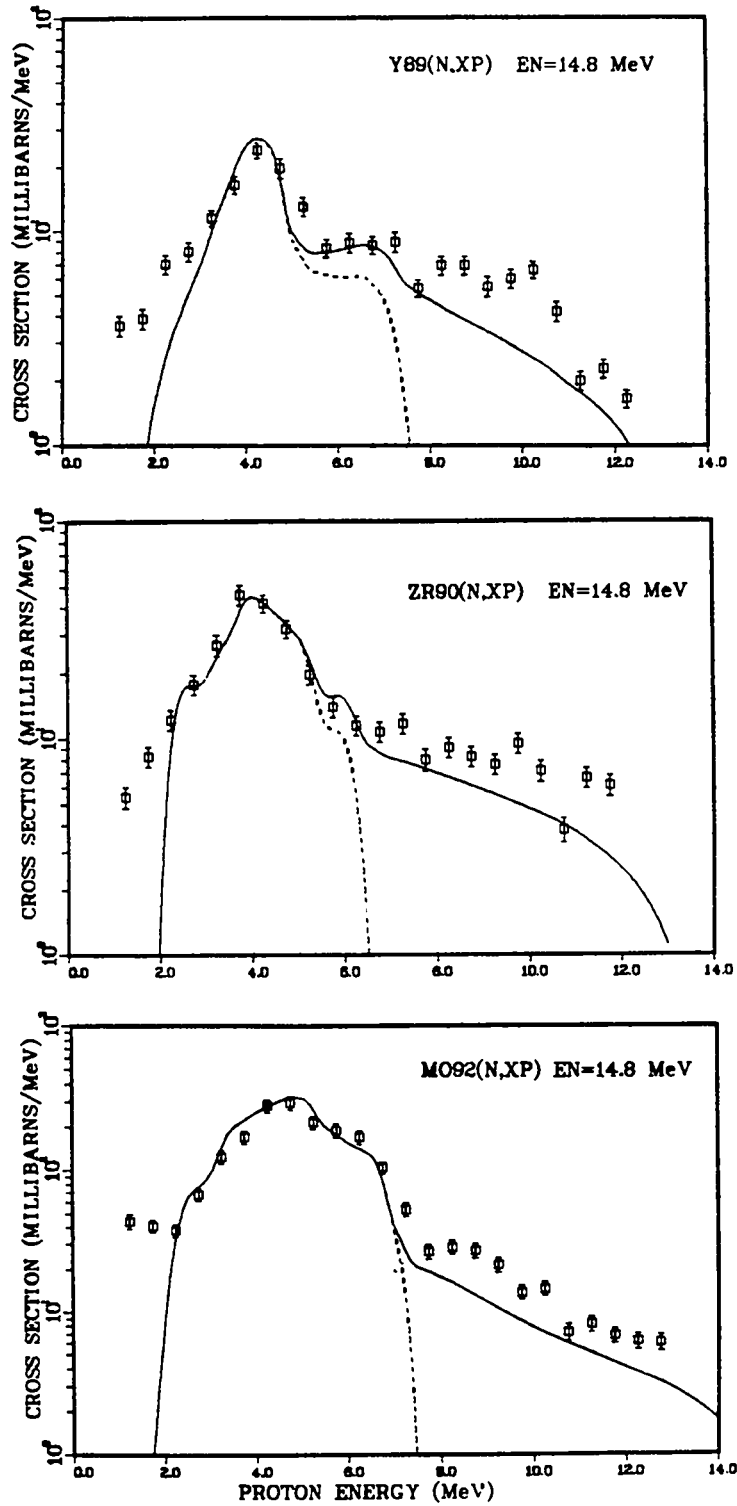 Y89(N,XP) EN=14.8 MeV
CROSS SECTION (MILLIBARNS/MEV)
0.0 2.0 4.0 6.0 8.0 10.0 12.0 14.0
ZR90(N,XP) EN=14.8 MeV
CROSS SECTION (MILLIBARNS/MEV)
0.0 2.0 4.0 6.0 8.0 10.0 12.0 14.0
MO92(N,XP) EN=14.8 MeV
CROSS SECTION (MILLIBARNS/MEV)
0.0 2.0 4.0 6.0 8.0 10.0 12.0 14.0
PROTON ENERGY (MeV)